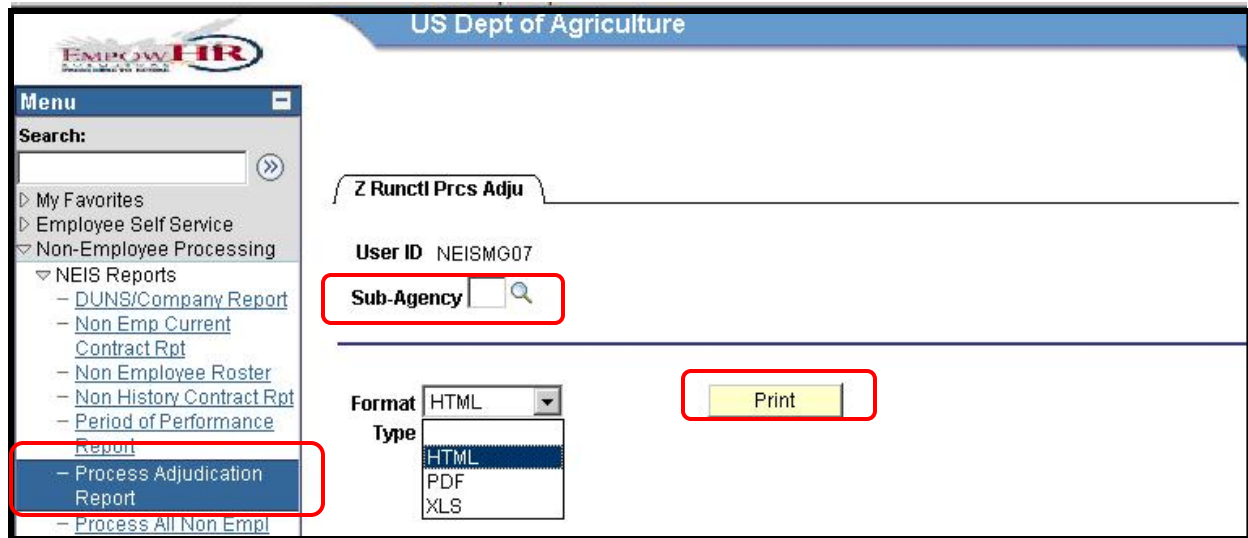 US Dept of Agriculture
EMPOWHR
Menu
Search:
My Favorites
Employee Self Service
Non-Employee Processing
NEIS Reports
– DUNS/Company Report
– Non Emp Current
Contract Rpt
– Non Employee Roster
– Non History Contract Rpt
– Period of Performance
Report
– Process Adjudication
Report
– Process All Non Empl
Z Runctl Prcs Adju
User ID NEISMG07
Sub-Agency
Format HTML
Type
HTML
PDF
XLS
Print